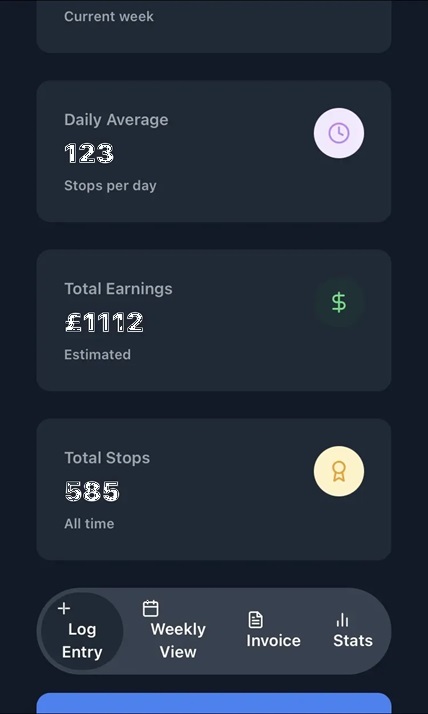 Current week
Daily Average
123
Stops per day
Total Earnings
$
£1112
Estimated
Total Stops
585
All time
Log
Entry
Weekly
View
Invoice
Stats